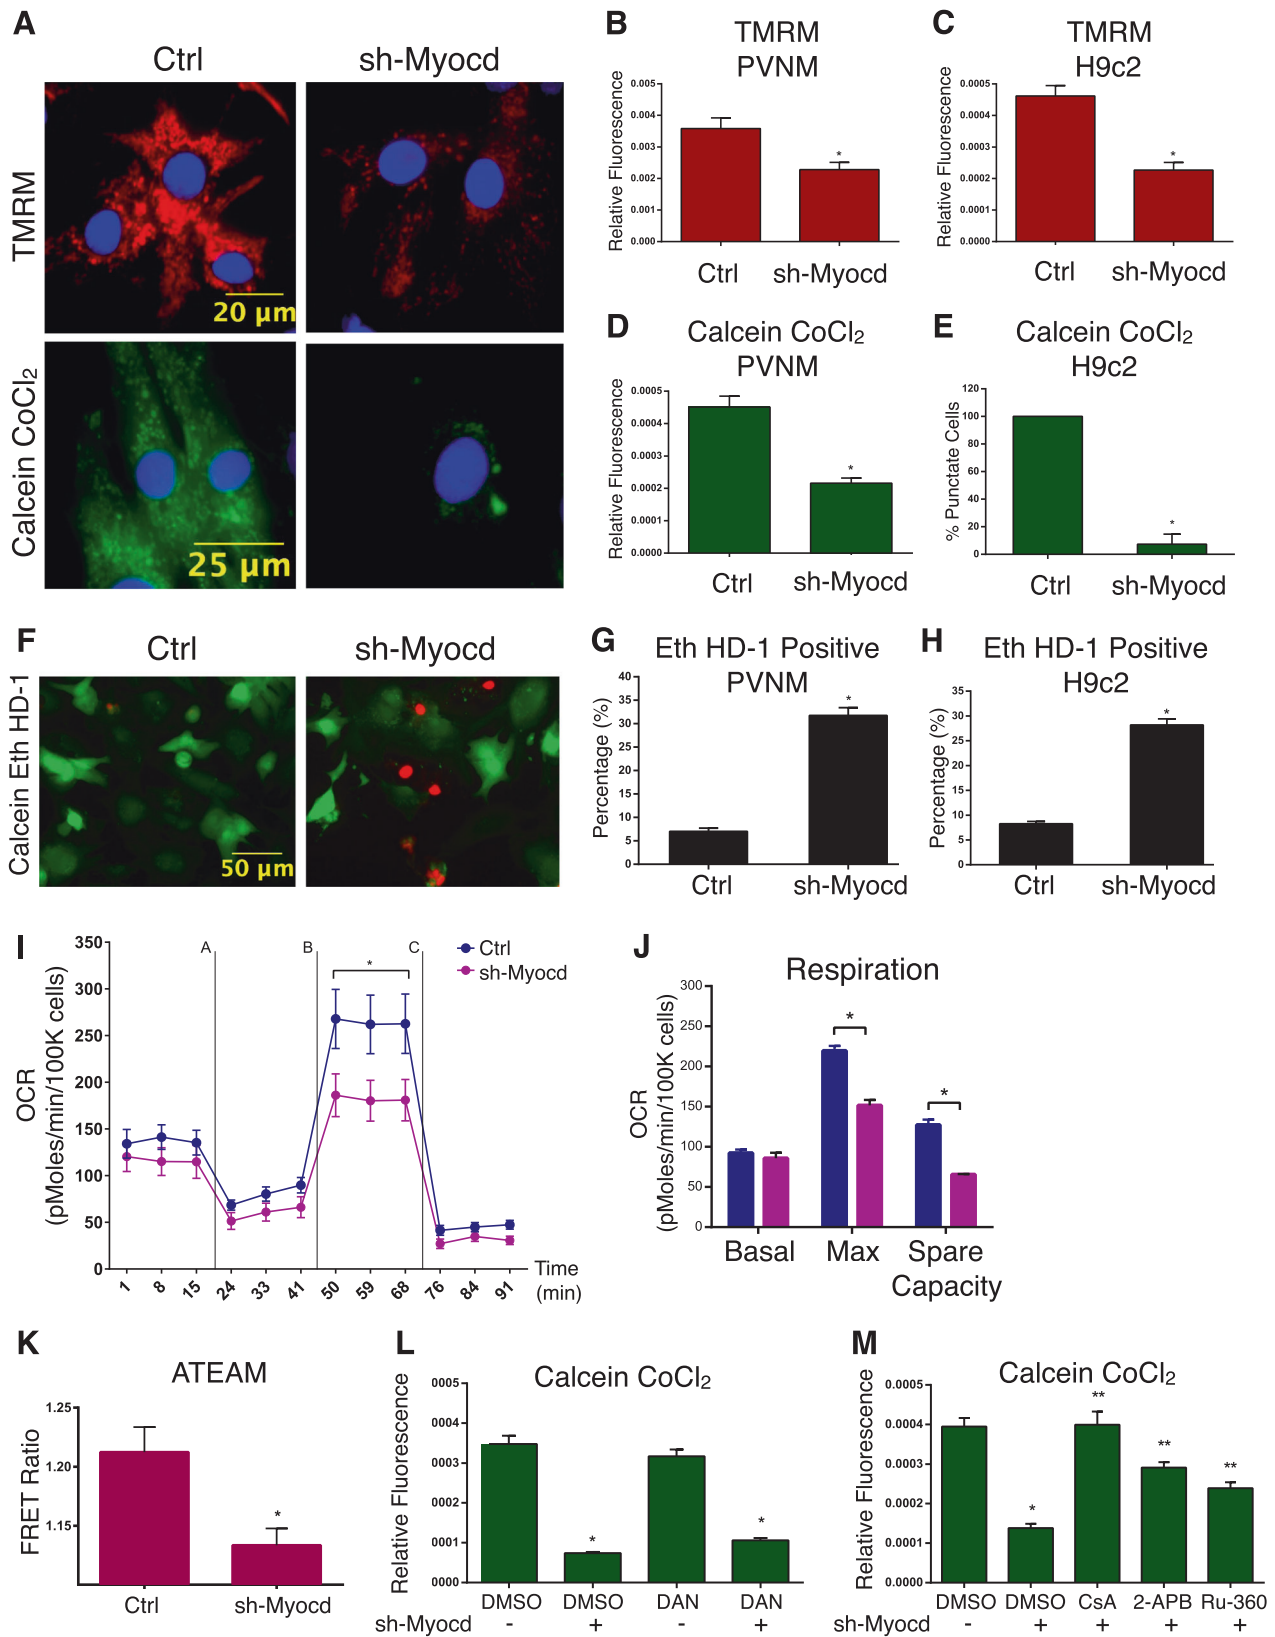 A
Ctrl
sh-Myocd
TMRM
20 µm
Calcein CoCl2
25 µm
B
TMRM
PVNM
Relative Fluorescence
0.005
0.004
0.003
0.002
0.001
0.000
*
Ctrl
sh-Myocd
C
TMRM
H9c2
Relative Fluorescence
0.0005
0.0004
0.0003
0.0002
0.0001
0.0000
*
Ctrl
sh-Myocd
D
Calcein CoCl2
PVNM
Relative Fluorescence
0.0005
0.0004
0.0003
0.0002
0.0001
0.0000
*
Ctrl
sh-Myocd
E
Calcein CoCl2
H9c2
% Punctate Cells
120
100
80
60
40
20
0
*
Ctrl
sh-Myocd
F
Ctrl
sh-Myocd
Calcein Eth HD-1
50 µm
G
Eth HD-1 Positive
PVNM
Percentage (%)
40
35
30
25
20
15
10
5
0
*
Ctrl
sh-Myocd
H
Eth HD-1 Positive
H9c2
Percentage (%)
35
30
25
20
15
10
5
0
*
Ctrl
sh-Myocd
I
OCR
(pMoles/min/100K cells)
350
300
250
200
150
100
50
0
A
B
C
*
Ctrl
sh-Myocd
1 8 15 24 33 41 50 59 68 76 84 91
Time
(min)
J
Respiration
OCR
(pMoles/min/100K cells)
300
250
200
150
100
50
0
*
*
Basal Max Spare
Capacity
K
ATEAM
FRET Ratio
1.25
1.20
1.15
*
Ctrl
sh-Myocd
L
Calcein CoCl2
Relative Fluorescence
0005
0004
0003
0002
0001
0000
*
*
DMSO DMSO DAN DAN
sh-Myocd - + - +
M
Calcein CoCl2
Relative Fluorescence
0.0005
0.0004
0.0003
0.0002
0.0001
0.0000
*
**
**
**
DMSO DMSO CsA 2-APB Ru-360
sh-Myocd - + + + +